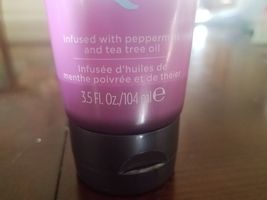 infused with peppermint
and tea tree oil
Infusée d'huiles de
menthe poivrée et de théier
3.5 Fl. Oz./104 ml e